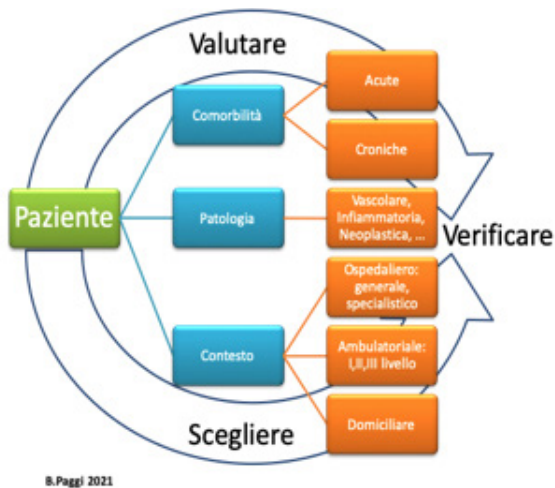 Valutare
Acute
Comorbilità
Croniche
Paziente
Patologia
Vascolare,
Infiammatoria,
Neoplastica, ...
Verificare
Ospedaliero:
generale,
specialistico
Contesto
Ambulatoriale:
I,II,III livello
Domiciliare
Scegliere
B.Paggi 2021